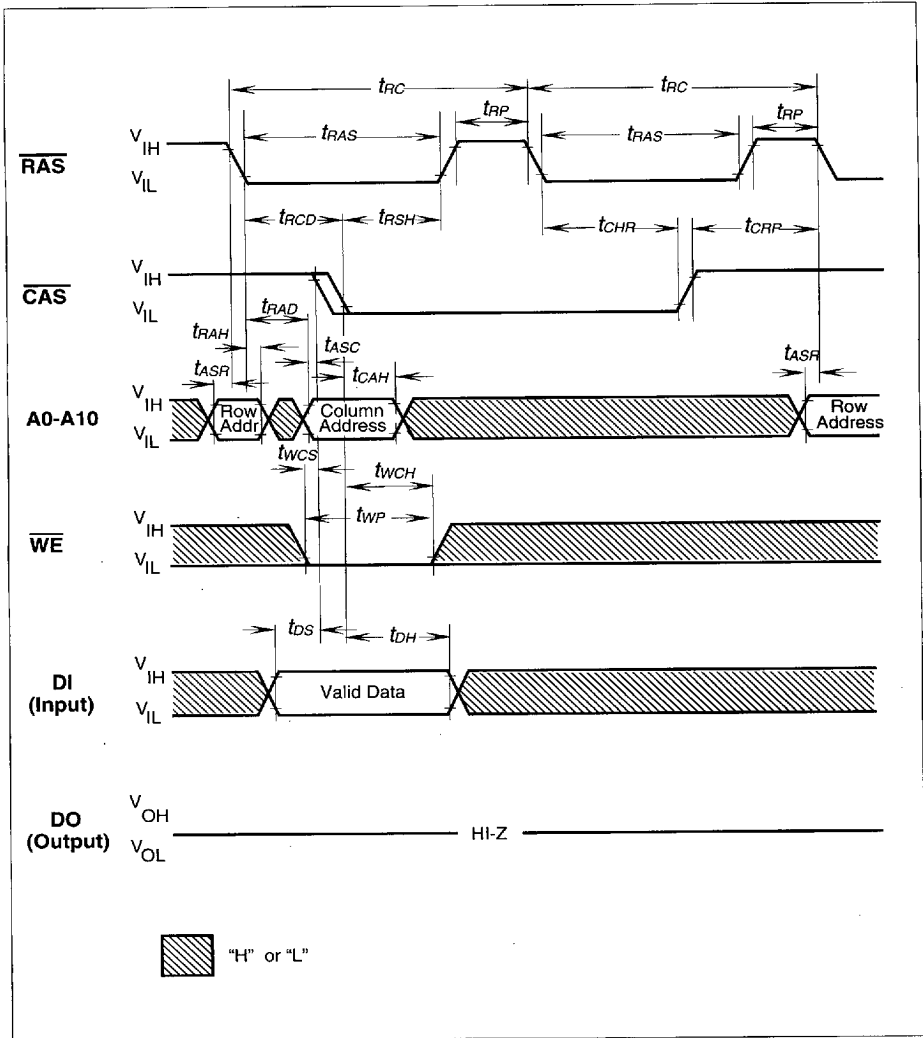 tRC tRC
tRP tRP
tRAS tRAS
RAS VIH
VIL
tRCD tRSH tCHR tCRP
CAS VIH
VIL
tRAD
tRAH tASC
tASR tCAH tASR
A0-A10 VIH
VIL
Row Addr
Column Address
Row Address
tWCS tWCH
tWP
WE VIH
VIL
tDS tDH
DI (Input) VIH
VIL
Valid Data
DO (Output) VOH
VOL
HI-Z
“H” or “L”